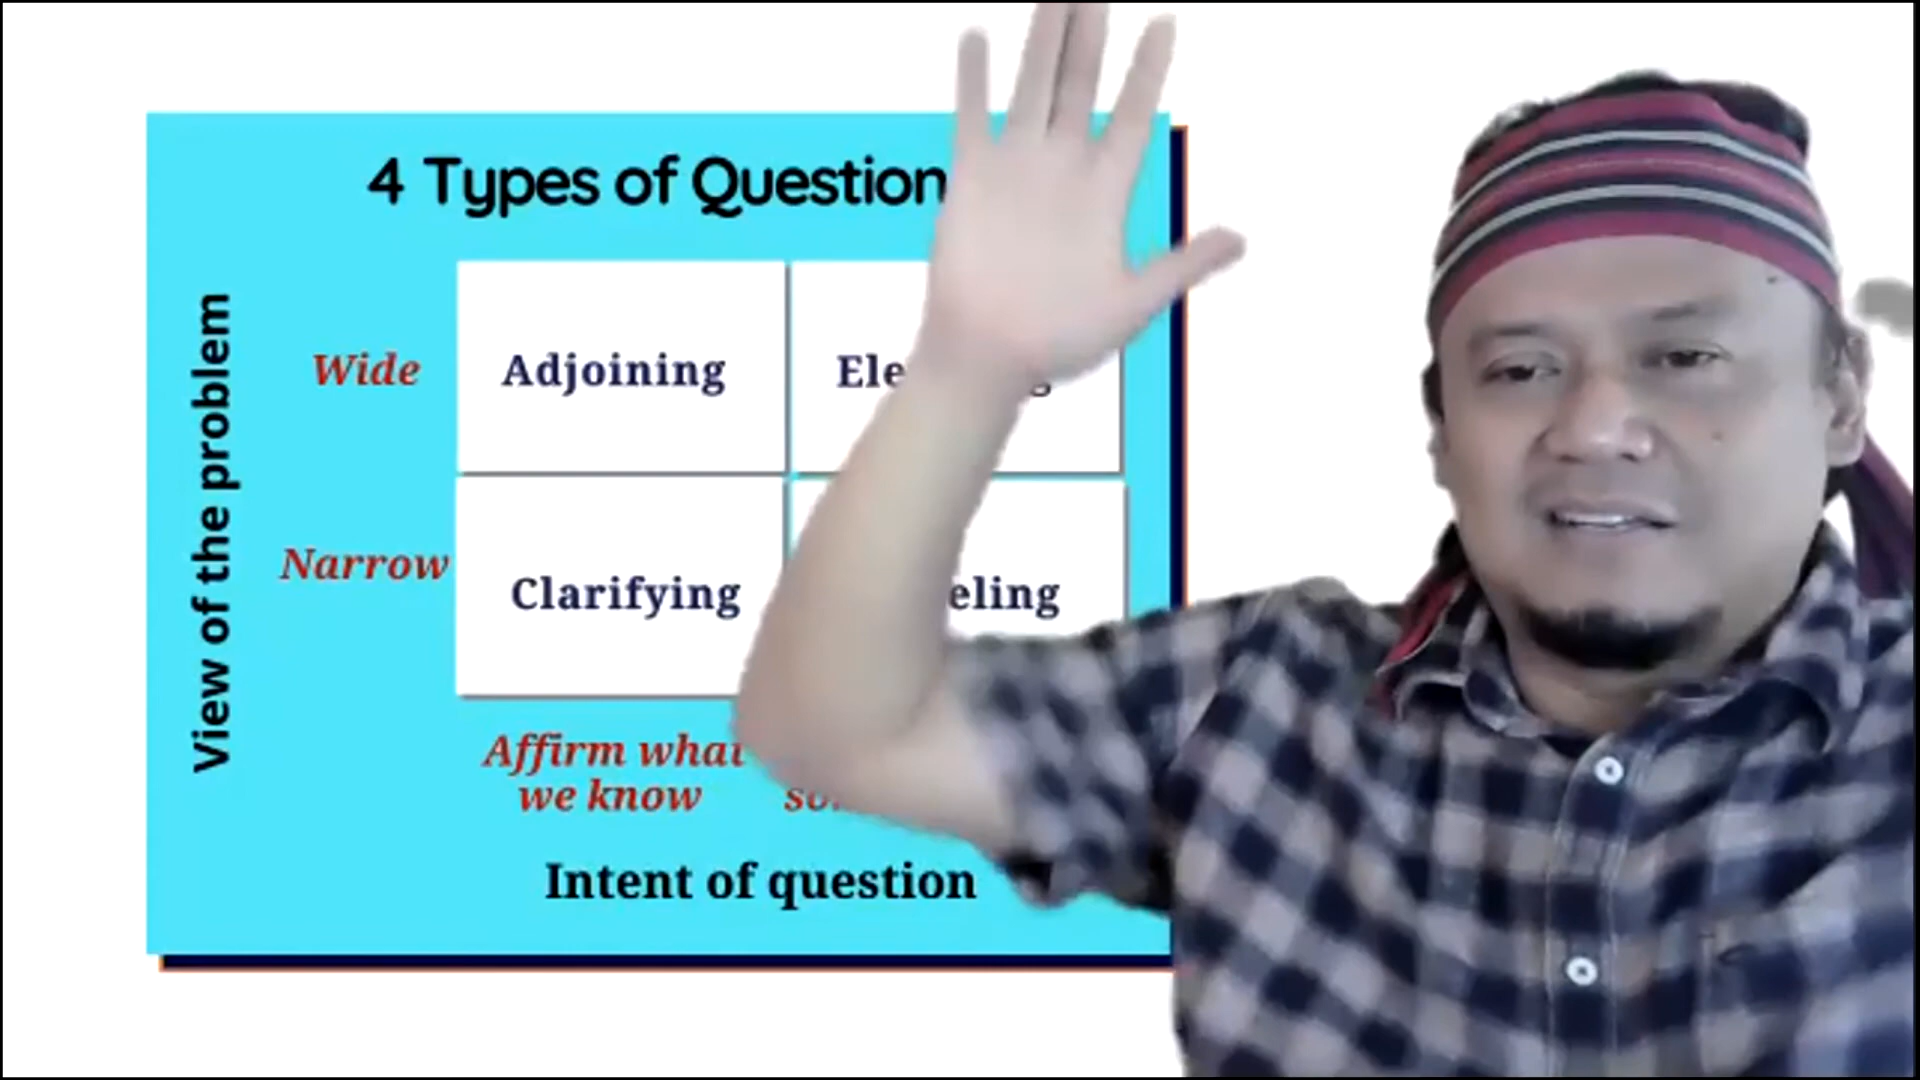 4 Types of Question
View of the problem
Wide
Adjoining
Narrow
Clarifying
Affirm what
we know
Intent of question